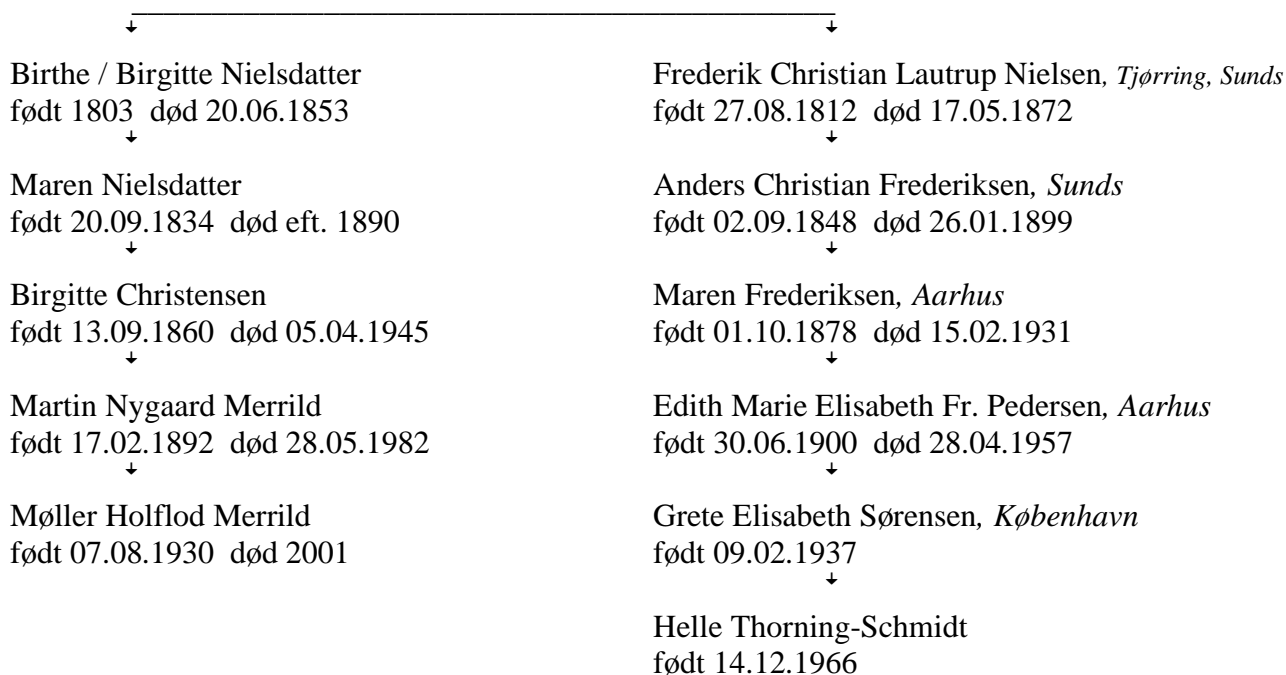 Birthe / Birgitte Nielsdatter
født 1803 død 20.06.1853
Maren Nielsdatter
født 20.09.1834 død eft. 1890
Birgitte Christensen
født 13.09.1860 død 05.04.1945
Martin Nygaard Merrild
født 17.02.1892 død 28.05.1982
Møller Holflod Merrild
født 07.08.1930 død 2001
Frederik Christian Lautrup Nielsen, Tjørring, Sunds
født 27.08.1812 død 17.05.1872
Anders Christian Frederiksen, Sunds
født 02.09.1848 død 26.01.1899
Maren Frederiksen, Aarhus
født 01.10.1878 død 15.02.1931
Edith Marie Elisabeth Fr. Pedersen, Aarhus
født 30.06.1900 død 28.04.1957
Grete Elisabeth Sørensen, København
født 09.02.1937
Helle Thorning-Schmidt
født 14.12.1966